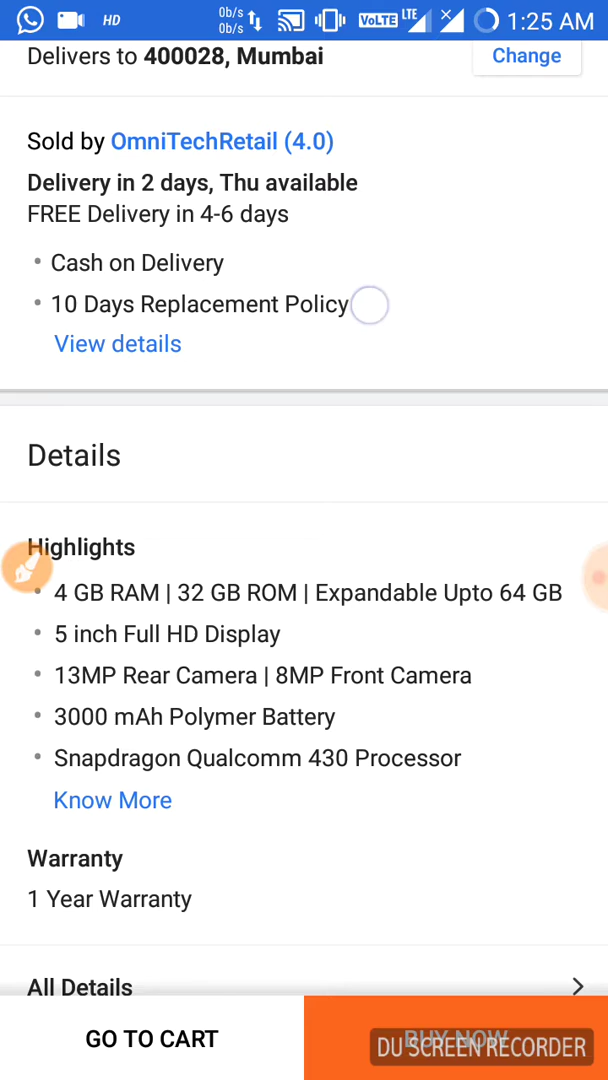 HD 0b/s 0b/s VoLTE LTE 1:25 AM
Delivers to 400028, Mumbai Change
Sold by OmniTechRetail (4.0)
Delivery in 2 days, Thu available
FREE Delivery in 4-6 days
• Cash on Delivery
• 10 Days Replacement Policy
View details
Details
Highlights
• 4 GB RAM | 32 GB ROM | Expandable Upto 64 GB
• 5 inch Full HD Display
• 13MP Rear Camera | 8MP Front Camera
• 3000 mAh Polymer Battery
• Snapdragon Qualcomm 430 Processor
Know More
Warranty
1 Year Warranty
All Details
GO TO CART BUY NOW
DU SCREEN RECORDER